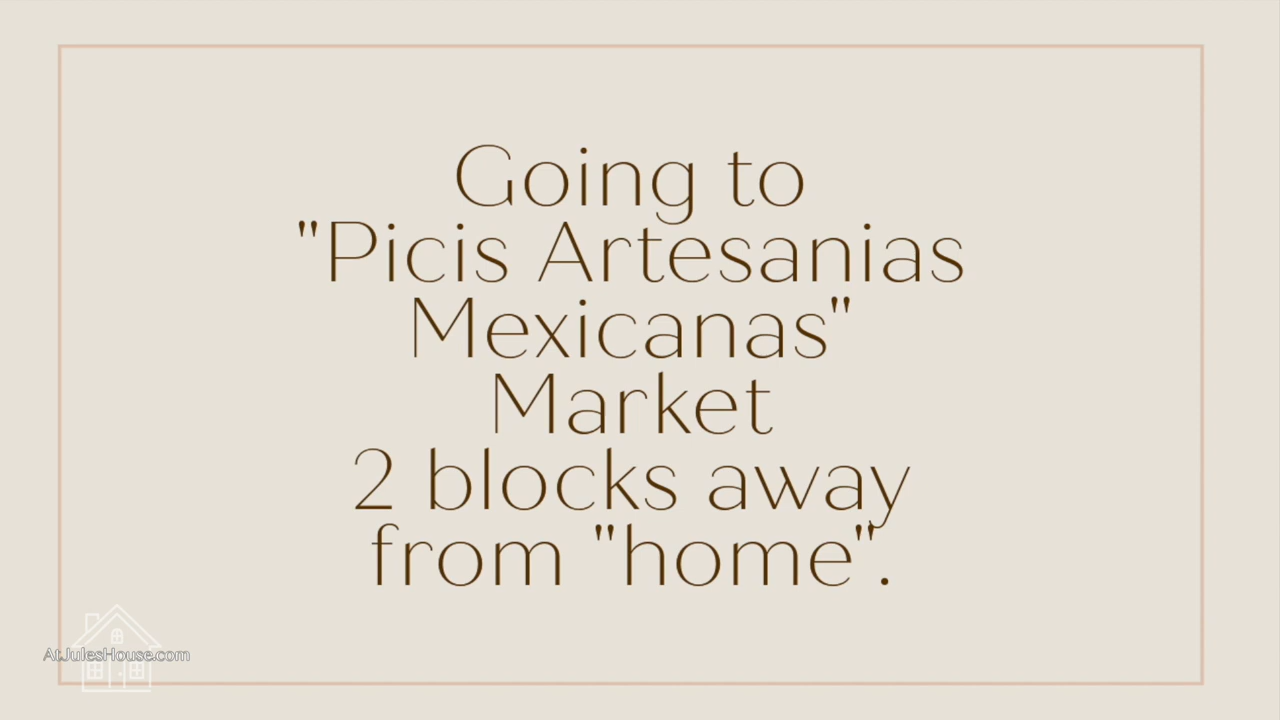 Going to
"Picis Artesanias
Mexicanas"
Market
2 blocks away
from "home".
AtJulesHouse.com